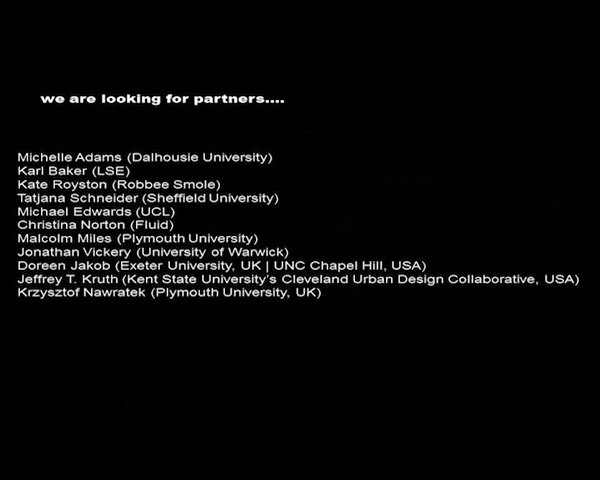 we are looking for partners....
Michelle Adams (Dalhousie University)
Karl Baker (LSE)
Kate Royston (Robbee Smole)
Tatjana Schneider (Sheffield University)
Michael Edwards (UCL)
Christina Norton (Fluid)
Malcolm Miles (Plymouth University)
Jonathan Vickery (University of Warwick)
Doreen Jakob (Exeter University, UK | UNC Chapel Hill, USA)
Jeffrey T. Kruth (Kent State University's Cleveland Urban Design Collaborative, USA)
Krzysztof Nawratek (Plymouth University, UK)